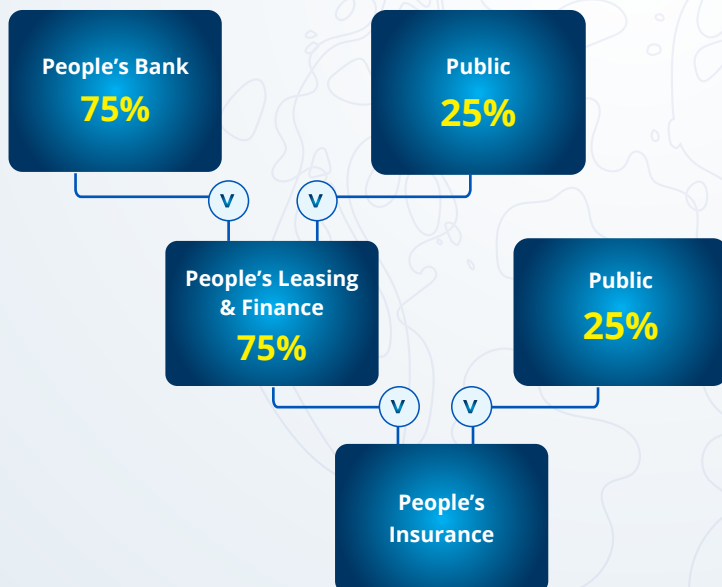 People’s Bank
75%
Public
25%
V
V
People’s Leasing
& Finance
75%
Public
25%
V
V
People’s
Insurance